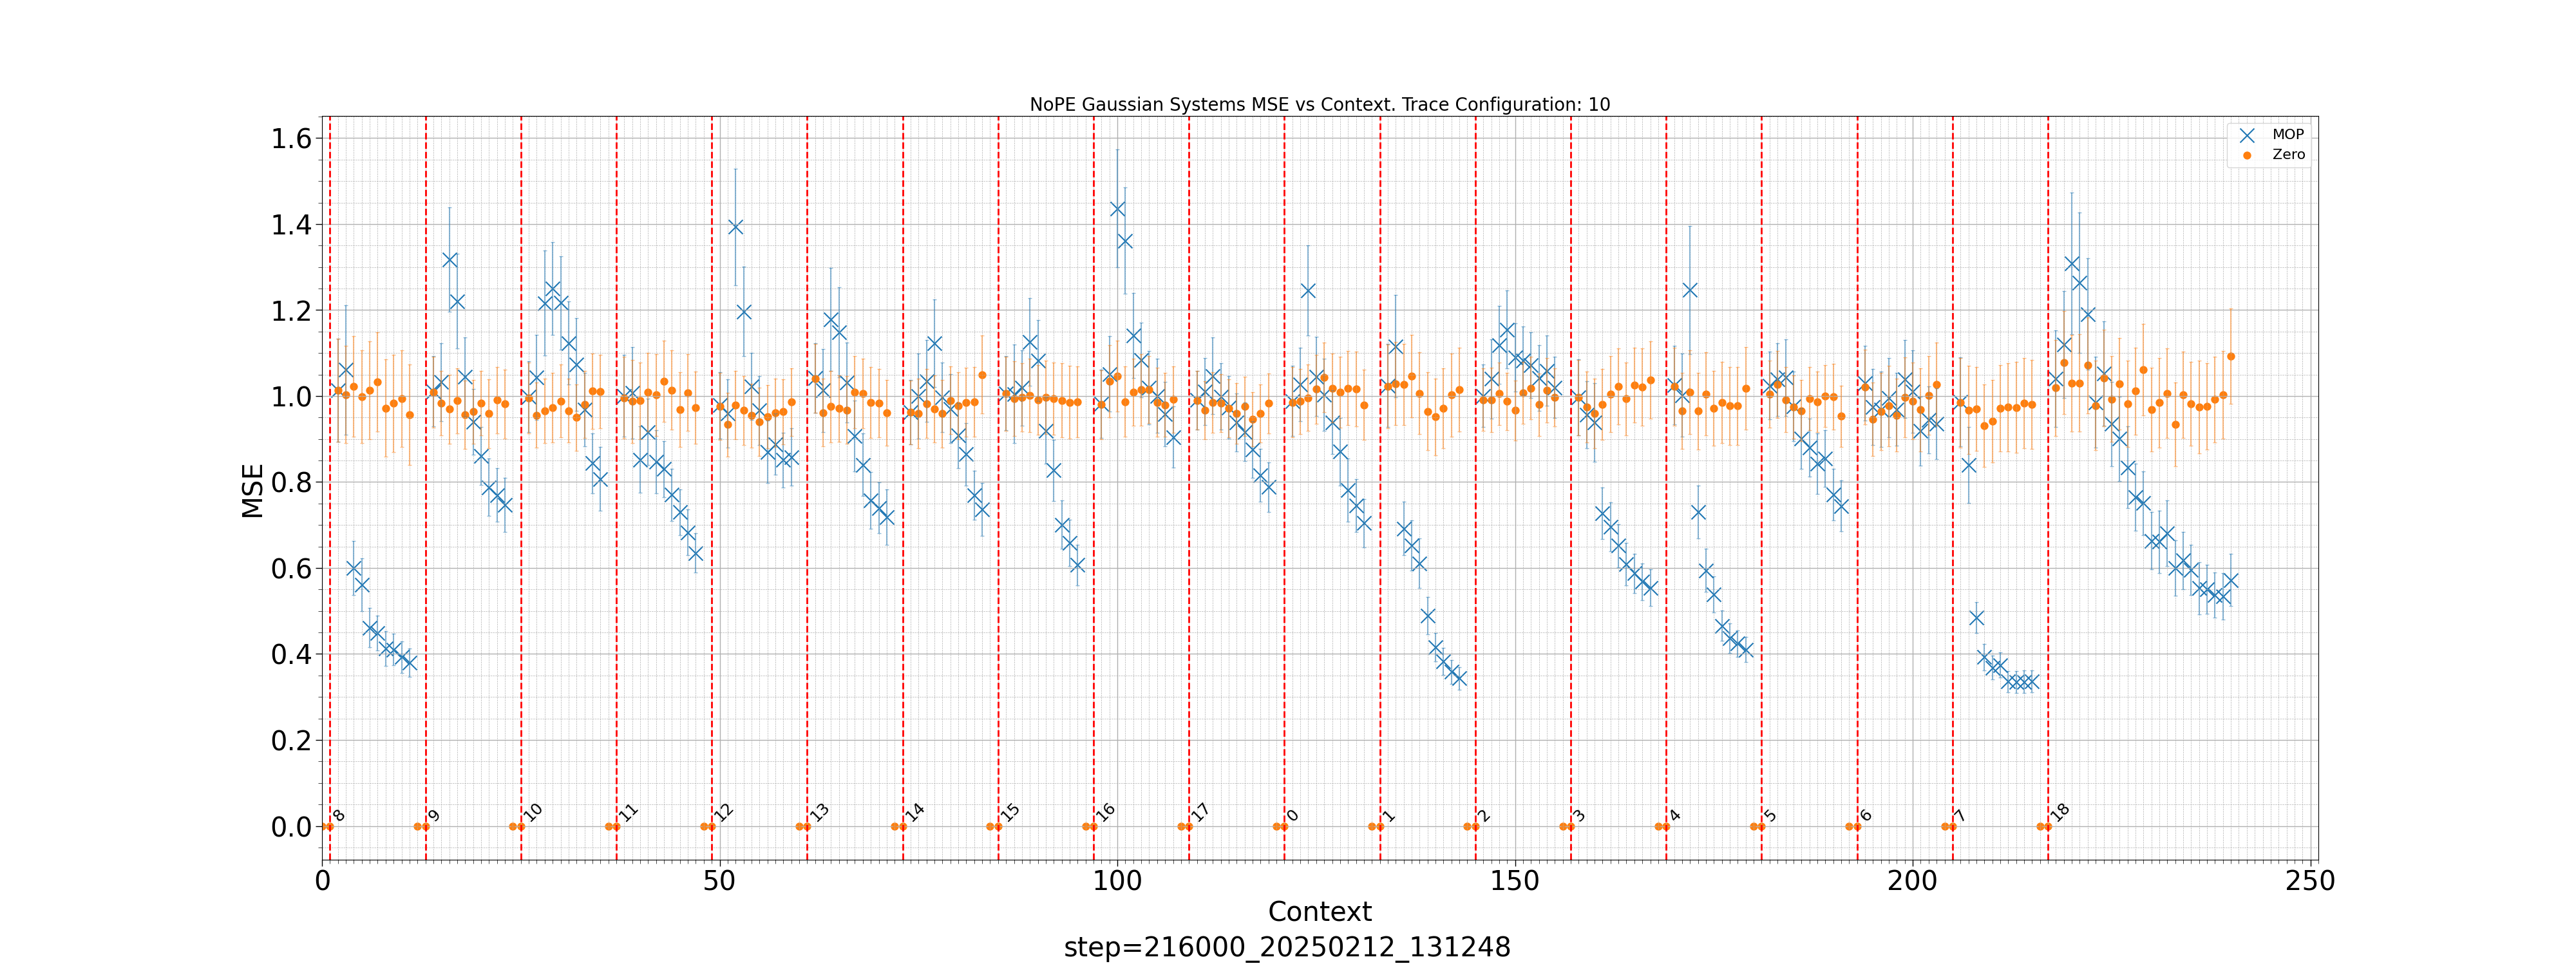 NoPE Gaussian Systems MSE vs Context. Trace Configuration: 10
MOP
Zero
1.6
1.4
1.2
1.0
0.8
0.6
0.4
0.2
0.0
MSE
8 9 10 11 12 13 14 15 16 17 0 1 2 3 4 5 6 7 18
0 50 100 150 200 250
Context
step=216000_20250212_131248